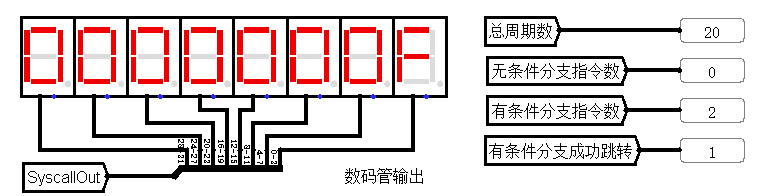 0000000F
总周期数 20
无条件分支指令数 0
有条件分支指令数 2
有条件分支成功跳转 1
28-31
24-27
20-23
16-19
12-15
8-11
4-7
0-3
SyscallOut
数码管输出